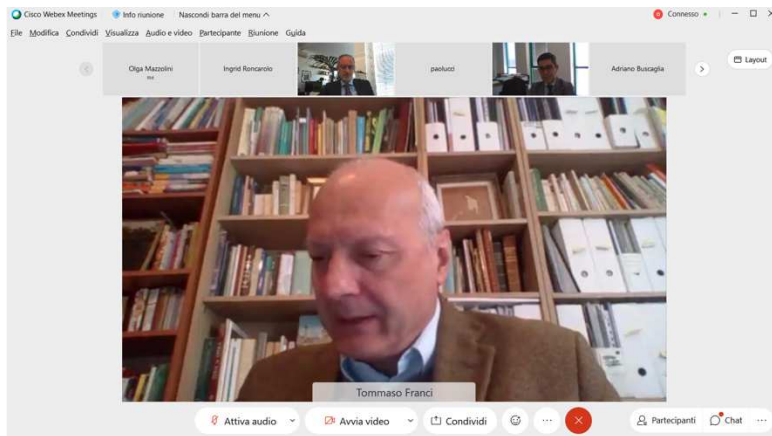 Cisco Webex Meetings Info riunione Nascondi barra del menu Connesso
File Modifica Condividi Visualizza Audio e video Partecipante Riunione Guida
Layout
Olga Mazzolini
Ingrid Roncarolo
paolucci
Adriano Buscaglia
Tommaso Franci
Attiva audio Avvia video Condividi Partecipanti Chat